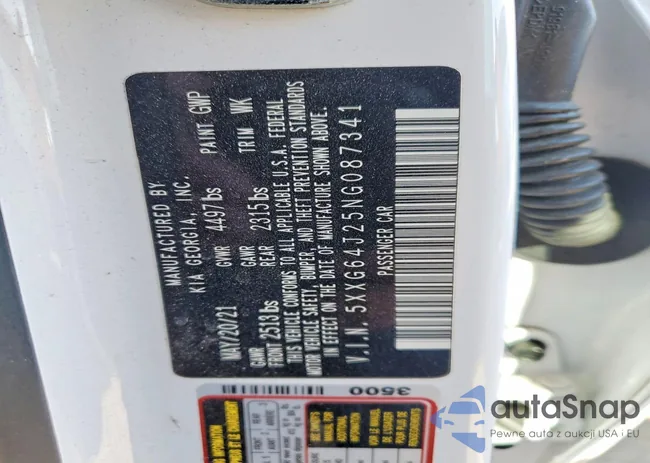 MANUFACTURED BY
KIA GEORGIA, INC.
MAY/20/21 GVWR 4497lbs PAINT GWP
GAWR GAWR TRIM WK
FRONT 2513lbs REAR 2315lbs
THIS VEHICLE CONFORMS TO ALL APPLICABLE U.S.A. FEDERAL
MOTOR VEHICLE SAFETY, BUMPER, AND THEFT PREVENTION STANDARDS
IN EFFECT ON THE DATE OF MANUFACTURE SHOWN ABOVE.
V.I.N. 5XXG64J25NG087341
PASSENGER CAR
3500
autoSnap
Pewne auta z aukcji USA i EU